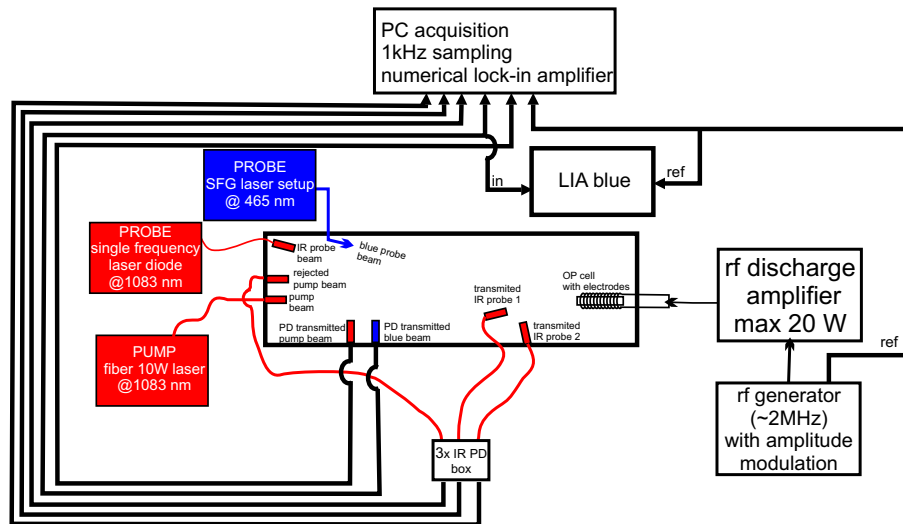 PC acquisition
1kHz sampling
numerical lock-in amplifier
PROBE
SFG laser setup
@ 465 nm
in
LIA blue
ref
PROBE
single frequency
laser diode
@1083 nm
IR probe
beam
blue probe
beam
rejected
pump beam
pump
beam
transmited
IR probe 1
OP cell
with electrodes
rf discharge
amplifier
max 20 W
PD transmitted
pump beam
PD transmitted
blue beam
transmited
IR probe 2
PUMP
fiber 10W laser
@1083 nm
ref
rf generator
(~2MHz)
with amplitude
modulation
3x IR PD
box